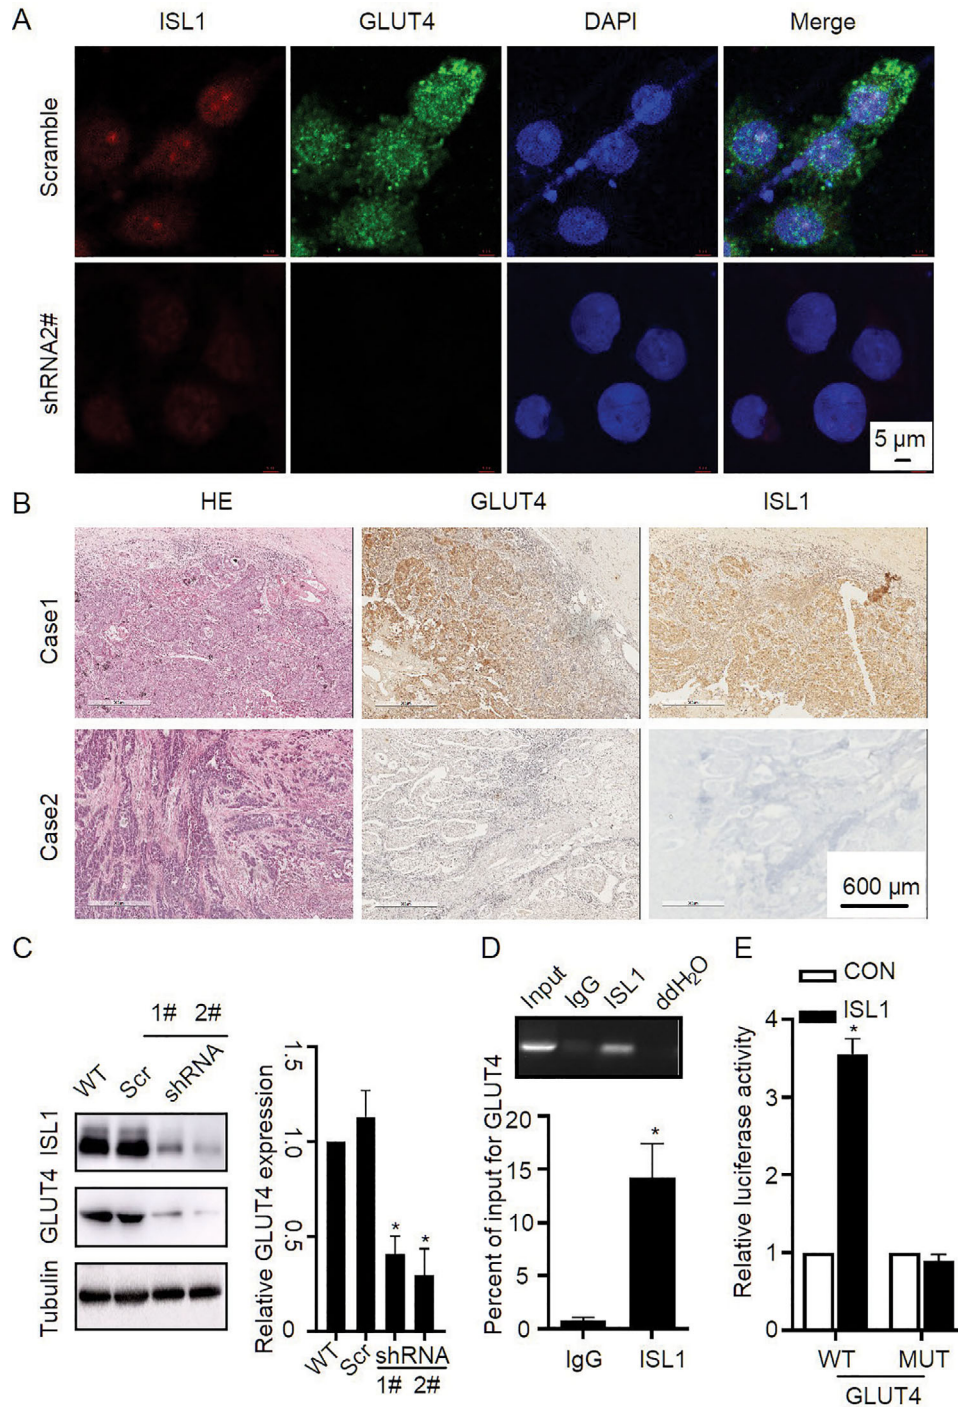 A
ISL1 GLUT4 DAPI Merge
Scramble
shRNA2#
5 µm
B
HE GLUT4 ISL1
Case1
Case2
600 µm
C
1# 2#
WT Scr shRNA
ISL1
GLUT4
Tubulin
Relative GLUT4 expression
1.5
1.0
0.5
0
* *
WT Scr shRNA
1# 2#
D
Input IgG ISL1 ddH₂O
Percent of input for GLUT4
20
15
10
5
0
*
IgG ISL1
E
CON
ISL1
Relative luciferase activity
4
3
2
1
0
*
WT MUT
GLUT4